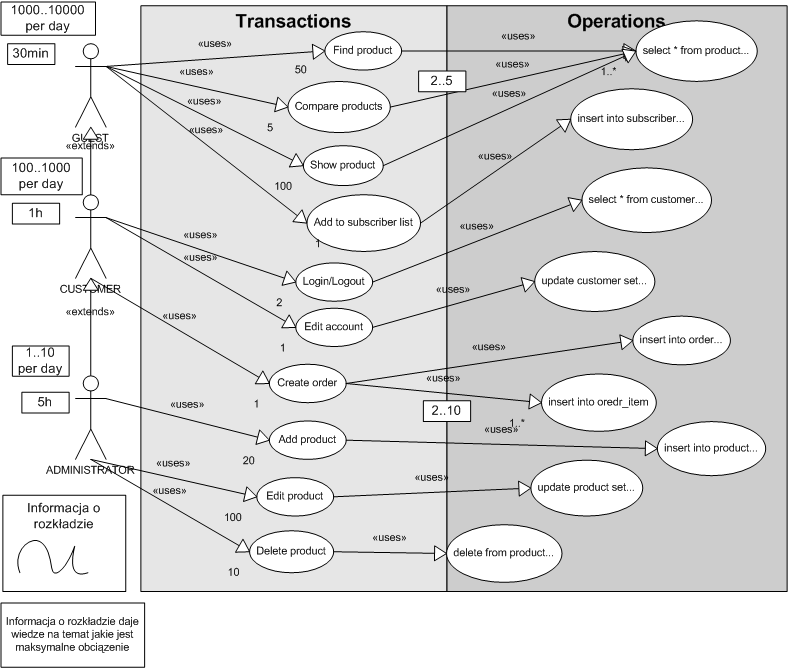 1000..10000
per day
30min
GUEST
«extends»
100..1000
per day
1h
CUSTOMER
«extends»
1..10
per day
5h
ADMINISTRATOR
Informacja o
rozkładzie
Informacja o rozkładzie daje
wiedze na temat jakie jest
maksymalne obciązenie
Transactions
«uses»
Find product
50
«uses»
Compare products
5
«uses»
Show product
100
«uses»
Add to subscriber list
1
«uses»
Login/Logout
2
«uses»
Edit account
1
«uses»
Create order
1
«uses»
Add product
20
«uses»
Edit product
100
«uses»
Delete product
10
Operations
«uses»
select * from product...
2..5
«uses»
1..*
«uses»
insert into subscriber...
«uses»
select * from customer...
«uses»
update customer set...
«uses»
insert into order...
«uses»
«uses»
insert into oredr_item
2..10
1..*
«uses»
insert into product...
«uses»
update product set...
«uses»
delete from product...